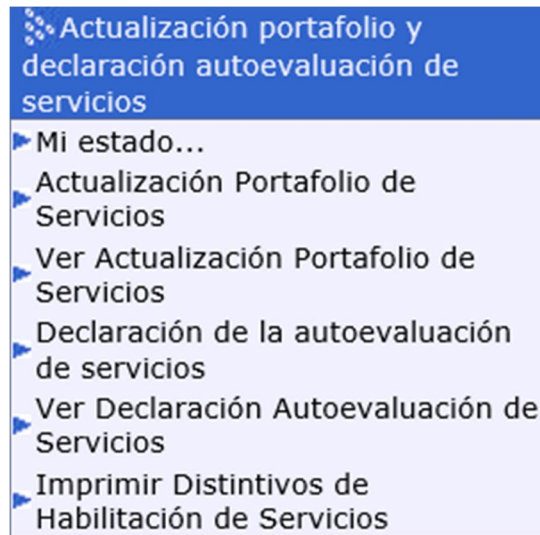 Actualización portafolio y
declaración autoevaluación de
servicios
Mi estado...
Actualización Portafolio de
Servicios
Ver Actualización Portafolio de
Servicios
Declaración de la autoevaluación
de servicios
Ver Declaración Autoevaluación de
Servicios
Imprimir Distintivos de
Habilitación de Servicios